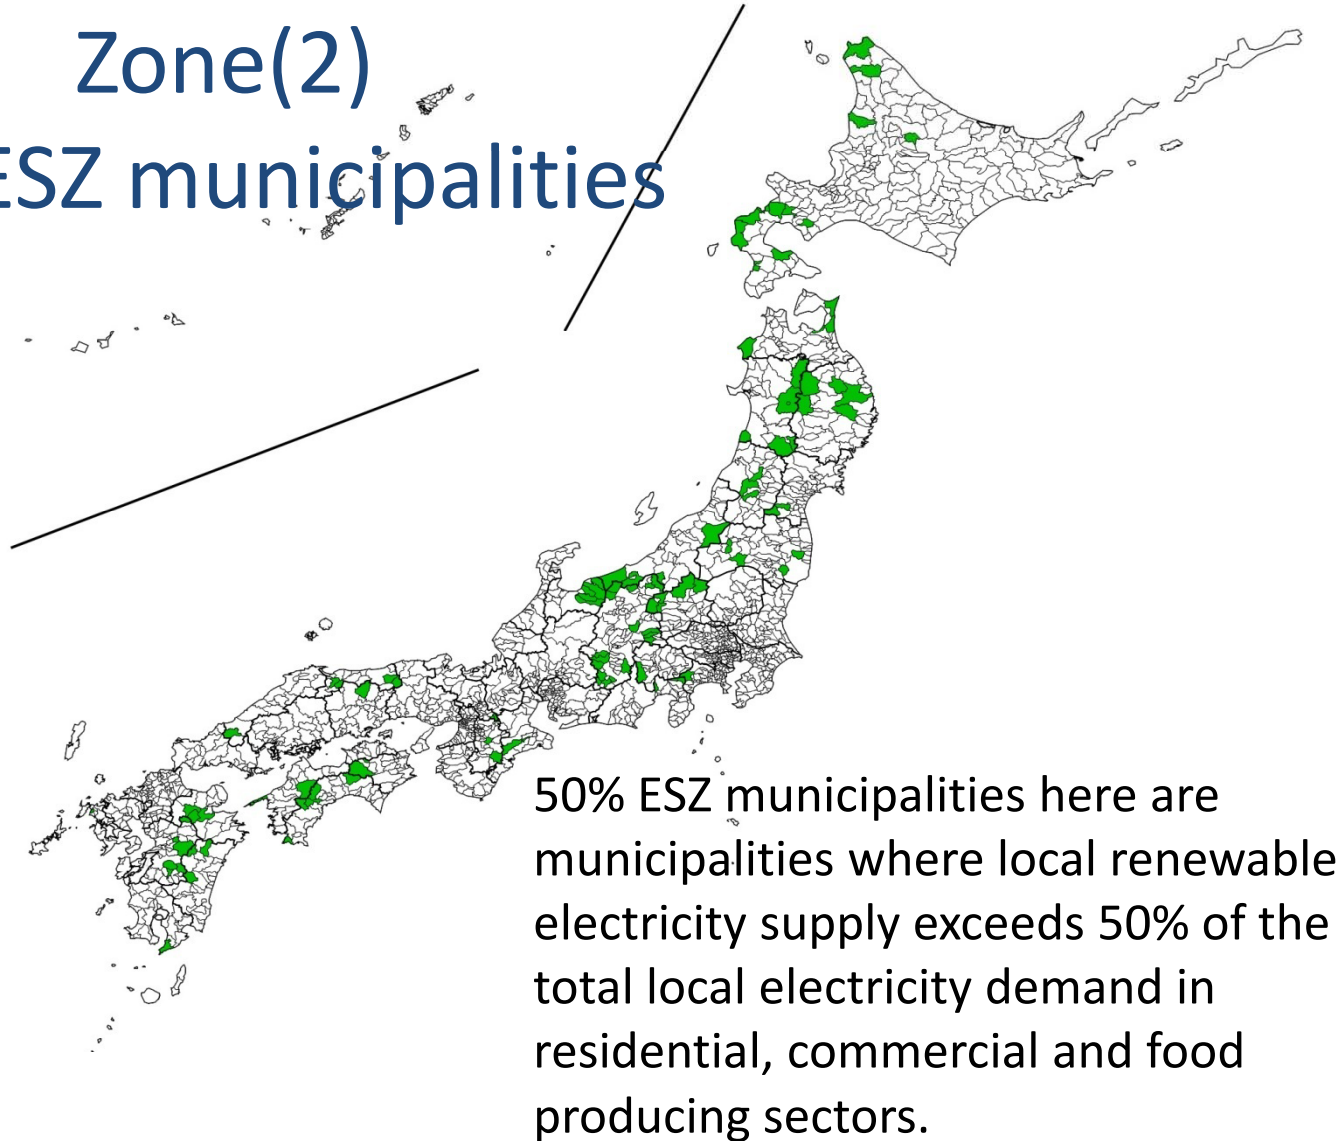 Zone(2)
ESZ municipalities
50% ESZ municipalities here are
municipalities where local renewable
electricity supply exceeds 50% of the
total local electricity demand in
residential, commercial and food
producing sectors.